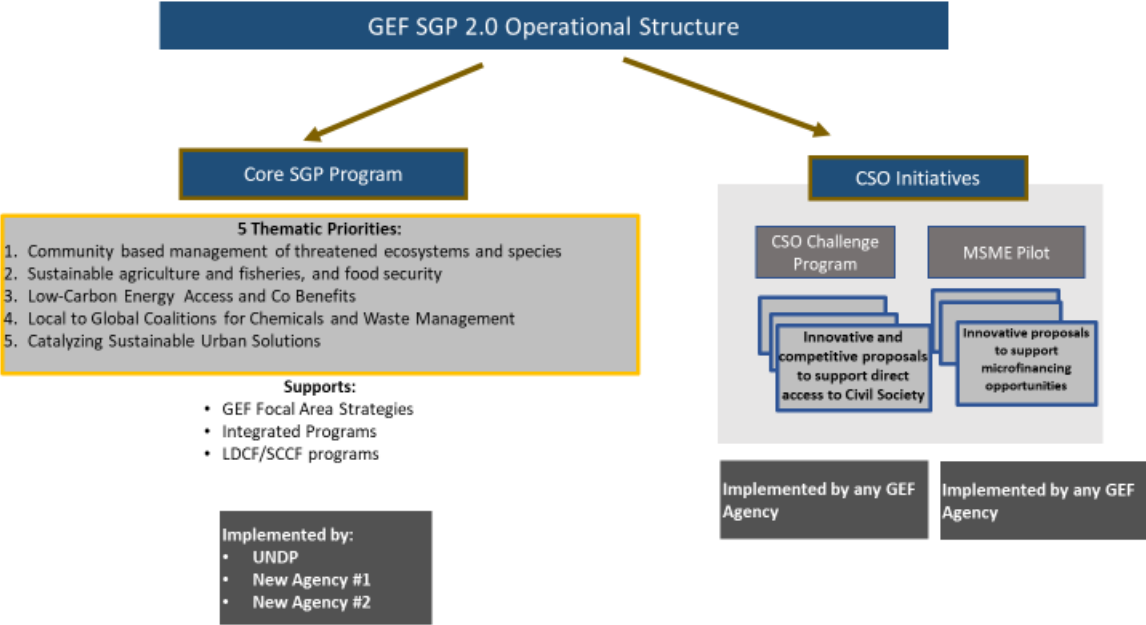 GEF SGP 2.0 Operational Structure
Core SGP Program
5 Thematic Priorities:
1. Community based management of threatened ecosystems and species
2. Sustainable agriculture and fisheries, and food security
3. Low-Carbon Energy Access and Co Benefits
4. Local to Global Coalitions for Chemicals and Waste Management
5. Catalyzing Sustainable Urban Solutions
Supports:
• GEF Focal Area Strategies
• Integrated Programs
• LDCF/SCCF programs
Implemented by:
• UNDP
• New Agency #1
• New Agency #2
CSO Initiatives
CSO Challenge
Program
Innovative and
competitive proposals
to support direct
access to Civil Society
Implemented by any GEF
Agency
MSME Pilot
Innovative proposals
to support
microfinancing
opportunities
Implemented by any GEF
Agency